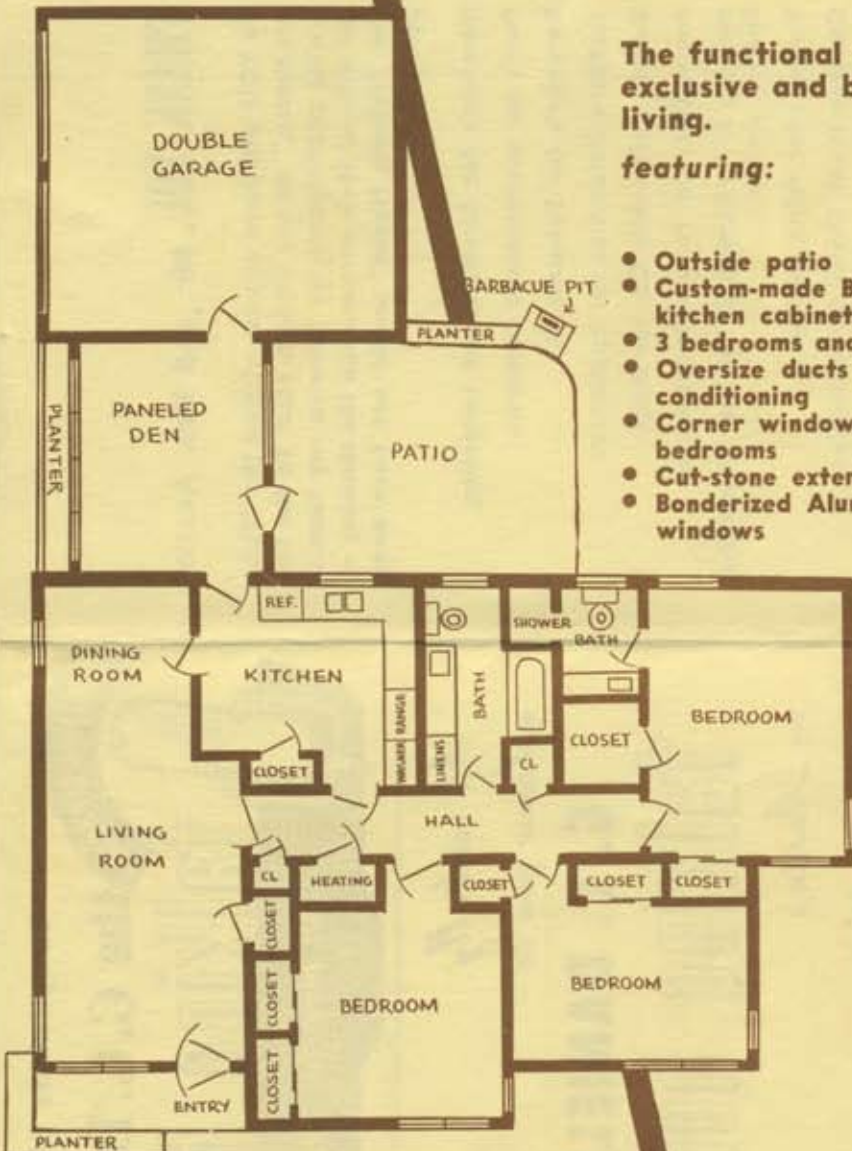 The functional
exclusive and b
living.
featuring:
• Outside patio
• Custom-made B
kitchen cabinet
• 3 bedrooms and
• Oversize ducts
conditioning
• Corner window
bedrooms
• Cut-stone exter
• Bonderized Alu
windows
DOUBLE
GARAGE
BARBACUE PIT
PLANTER
PLANTER
PANELED
DEN
PATIO
REF.
SHOWER
BATH
DINING
ROOM
KITCHEN
BATH
BEDROOM
RANGE
LINENS
CLOSET
CLOSET
CL
HALL
LIVING
ROOM
CL
HEATING
CLOSET
CLOSET
CLOSET
CLOSET
CLOSET
CLOSET
BEDROOM
BEDROOM
ENTRY
PLANTER